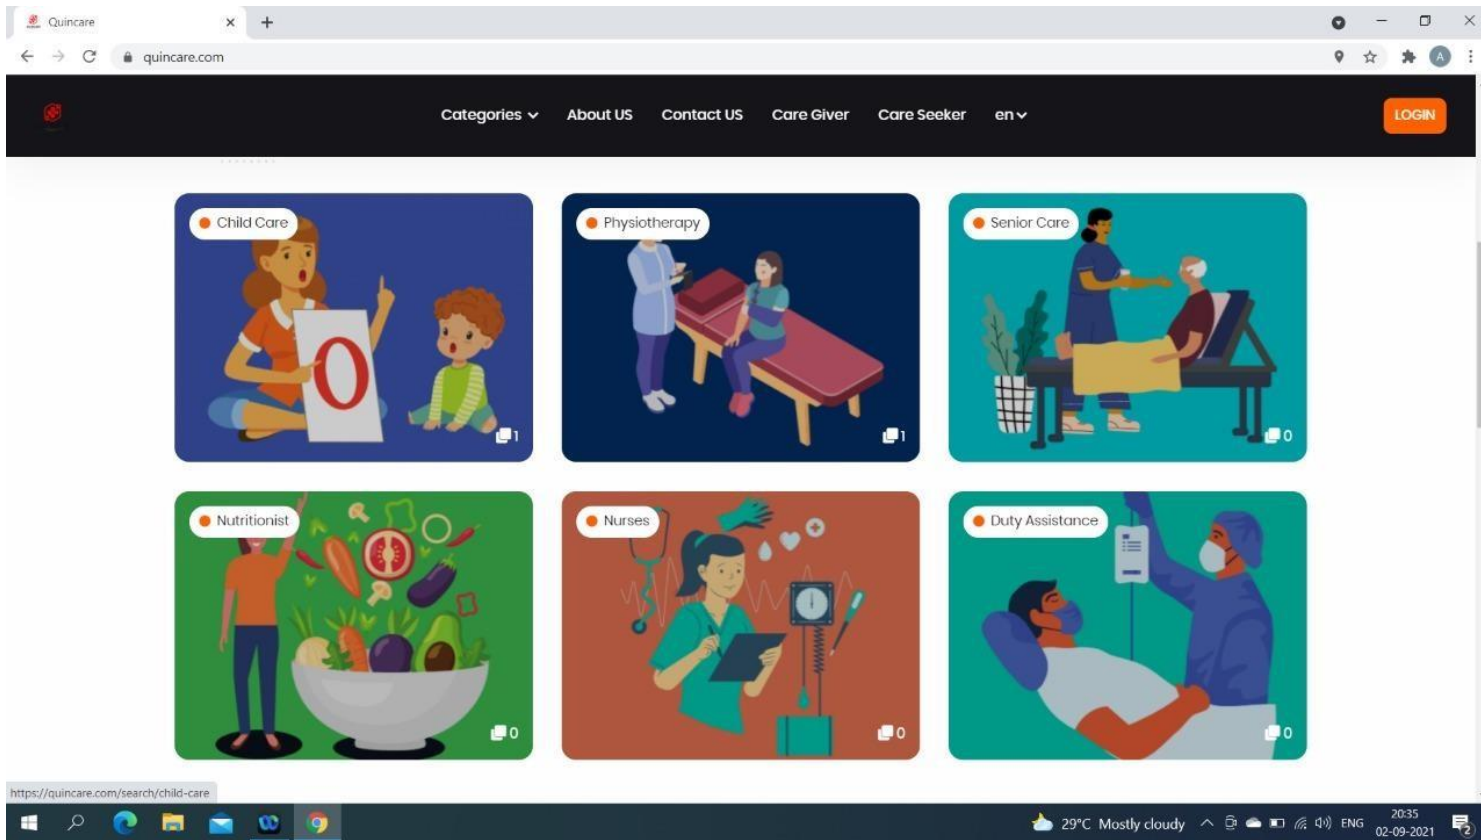 Quincare
quincare.com
A
Categories About US Contact US Care Giver Care Seeker en
LOGIN
Child Care
Physiotherapy
Senior Care
O
1
1
0
Nutritionist
Nurses
Duty Assistance
0
0
0
https://quincare.com/search/child-care
29°C Mostly cloudy
ENG
20:35
02-09-2021
2